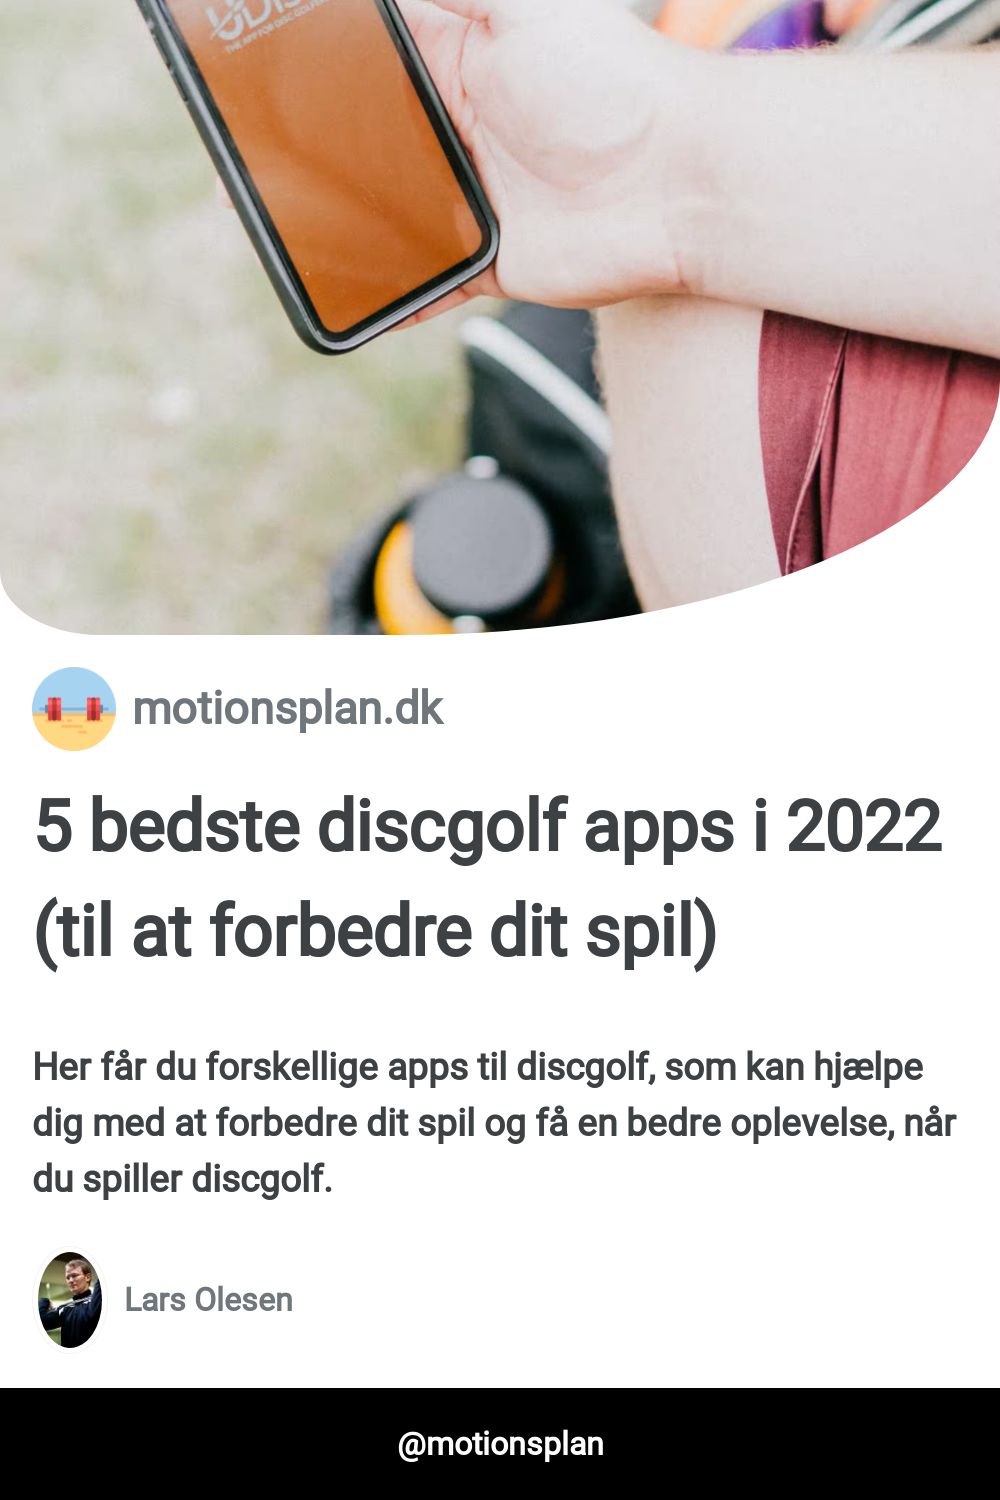 THE APP FOR DISC GOLFERS
motionsplan.dk
5 bedste discgolf apps i 2022
(til at forbedre dit spil)
Her får du forskellige apps til discgolf, som kan hjælpe
dig med at forbedre dit spil og få en bedre oplevelse, når
du spiller discgolf.
Lars Olesen
@motionsplan